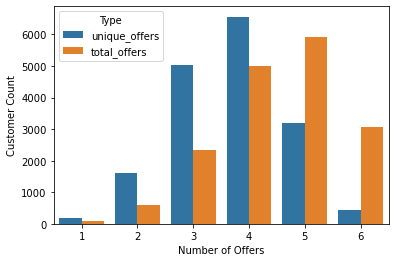 Type
unique_offers
total_offers
Customer Count
6000
5000
4000
3000
2000
1000
0
1 2 3 4 5 6
Number of Offers